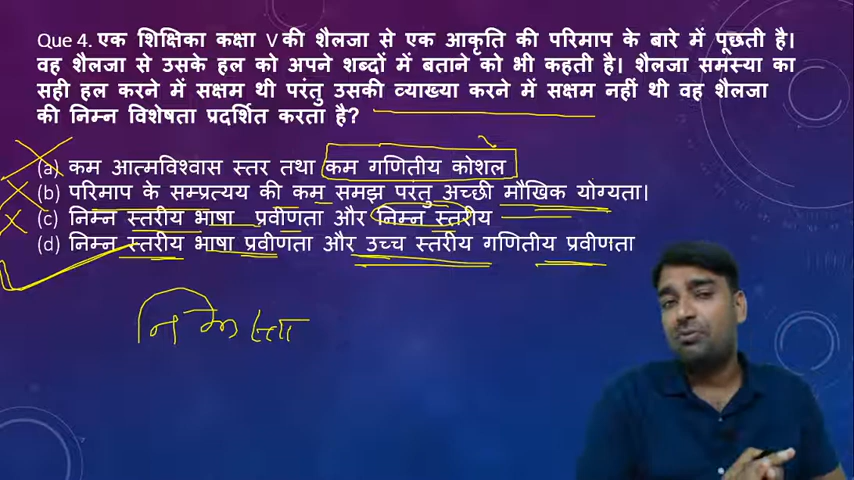 Que 4. एक शिक्षिका कक्षा V की शैलजा से एक आकृति की परिमाप के बारे में पूछती है।
वह शैलजा से उसके हल को अपने शब्दों में बताने को भी कहती है। शैलजा समस्या का
सही हल करने में सक्षम थी परंतु उसकी व्याख्या करने में सक्षम नहीं थी वह शैलजा
की निम्न विशेषता प्रदर्शित करता है?
(a) कम आत्मविश्वास स्तर तथा कम गणितीय कोशल
(b) परिमाप के सम्प्रत्यय की कम समझ परंतु अच्छी मौखिक योग्यता।
(c) निम्न स्तरीय भाषा प्रवीणता और निम्न स्तरीय
(d) निम्न स्तरीय भाषा प्रवीणता और उच्च स्तरीय गणितीय प्रवीणता